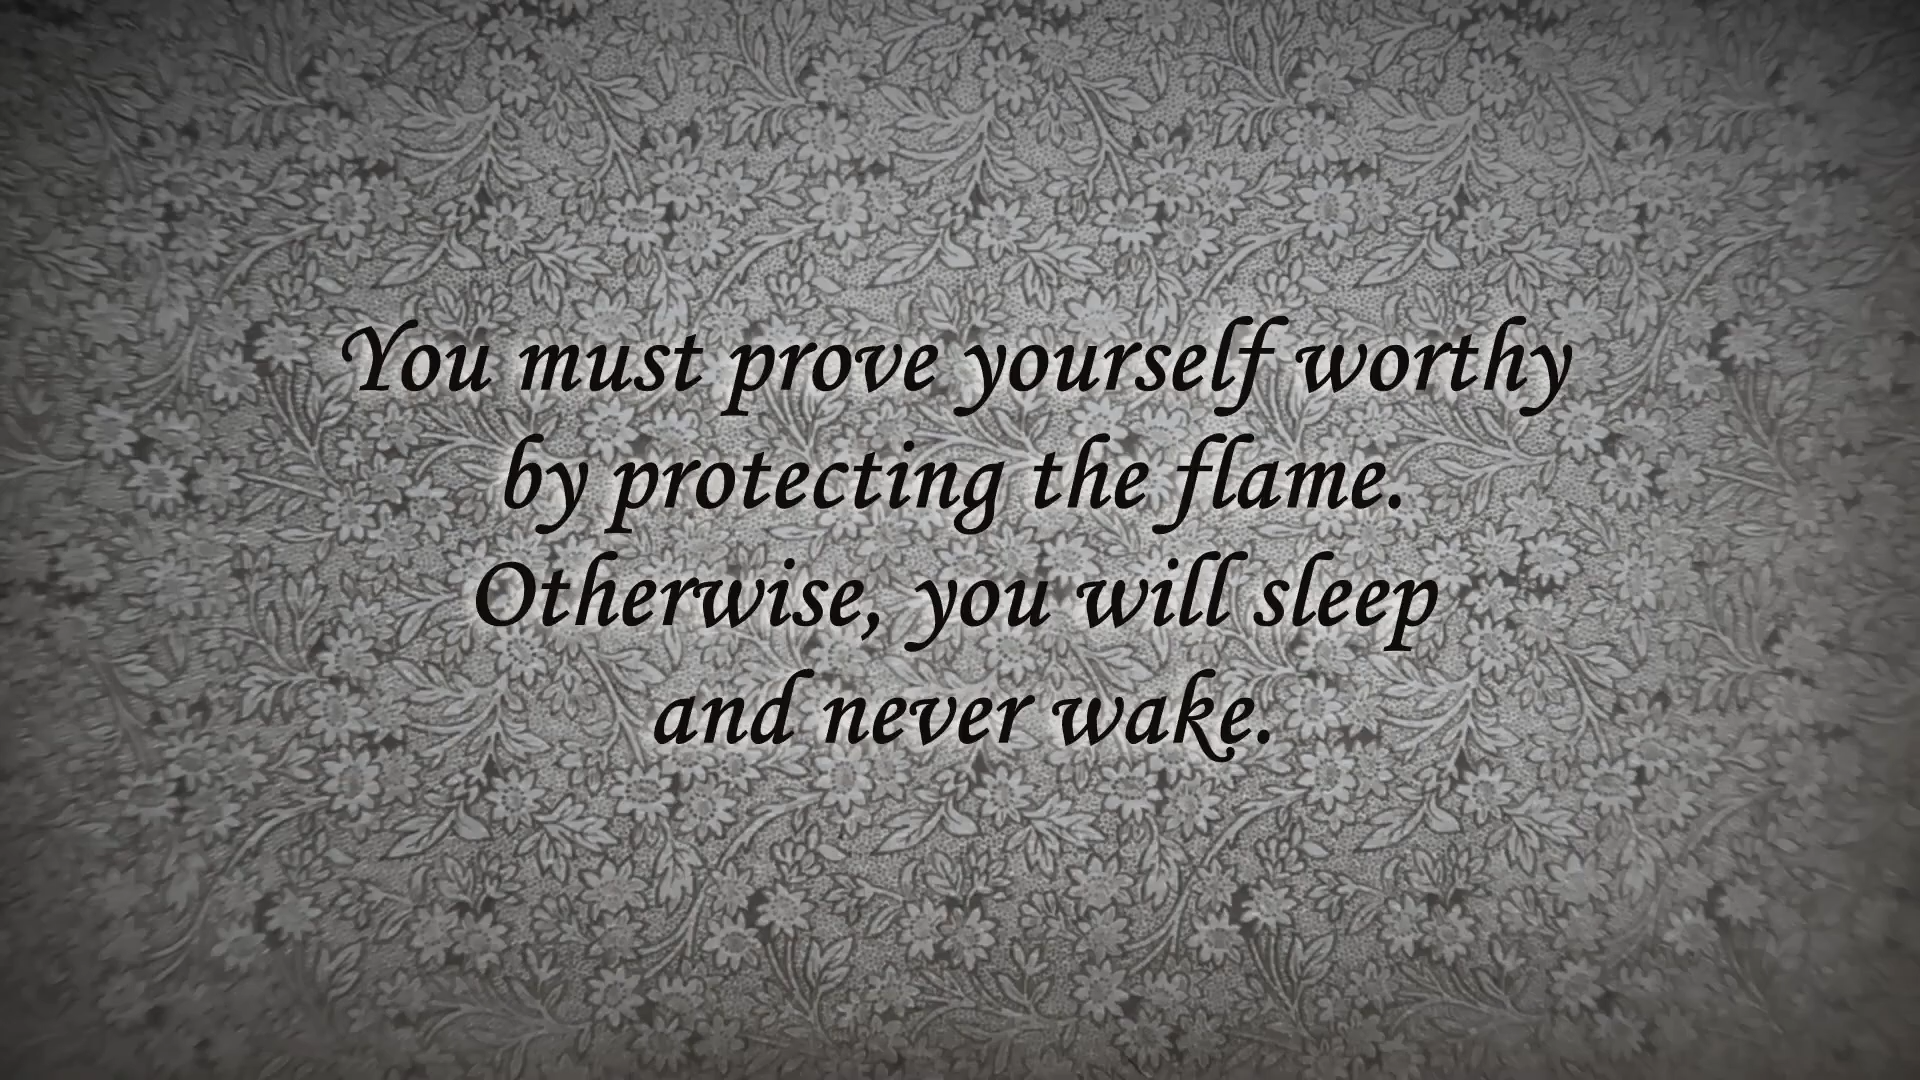 You must prove yourself worthy
by protecting the flame.
Otherwise, you will sleep
and never wake.